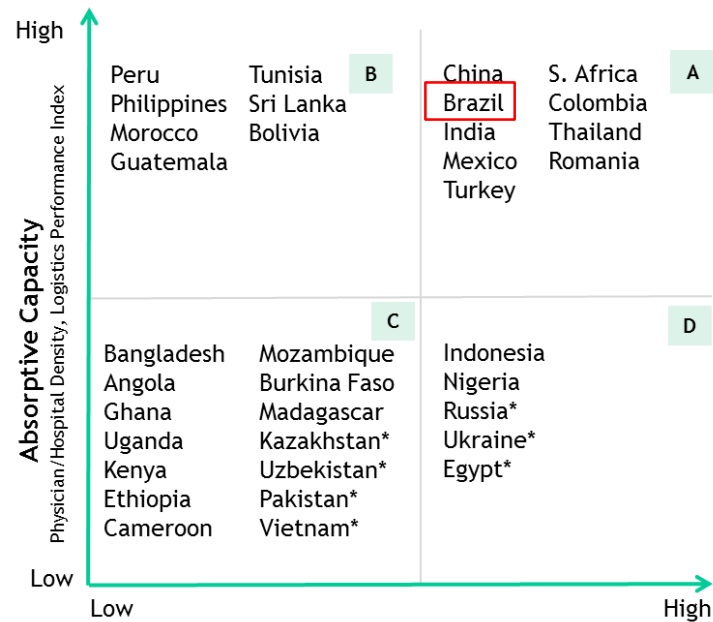 High
Absorptive Capacity
Physician/Hospital Density, Logistics Performance Index
B
Peru Tunisia
Philippines Sri Lanka
Morocco Bolivia
Guatemala
A
China S. Africa
Brazil Colombia
India Thailand
Mexico Romania
Turkey
C
Bangladesh Mozambique
Angola Burkina Faso
Ghana Madagascar
Uganda Kazakhstan*
Kenya Uzbekistan*
Ethiopia Pakistan*
Cameroon Vietnam*
D
Indonesia
Nigeria
Russia*
Ukraine*
Egypt*
Low
Low High